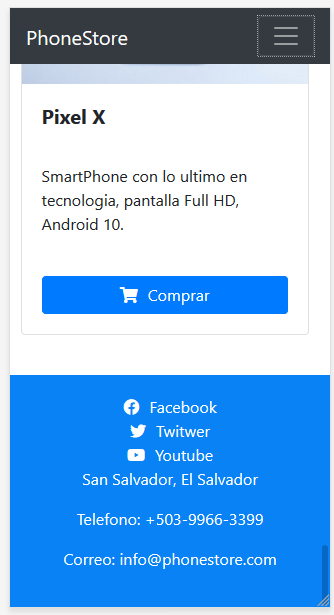 PhoneStore
Pixel X
SmartPhone con lo ultimo en
tecnologia, pantalla Full HD,
Android 10.
Comprar
Facebook
Twitwer
Youtube
San Salvador, El Salvador
Telefono: +503-9966-3399
Correo: info@phonestore.com